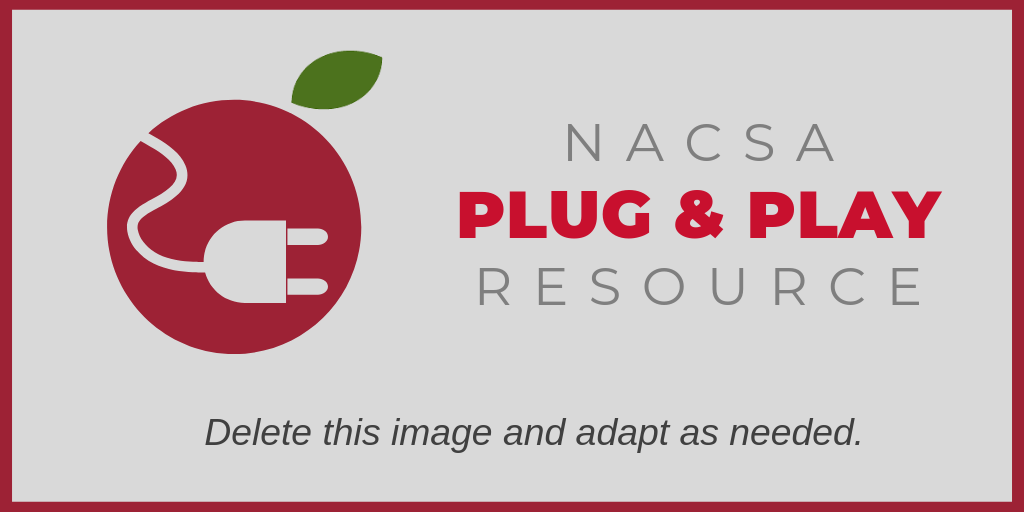 NACSA
PLUG & PLAY
RESOURCE
Delete this image and adapt as needed.